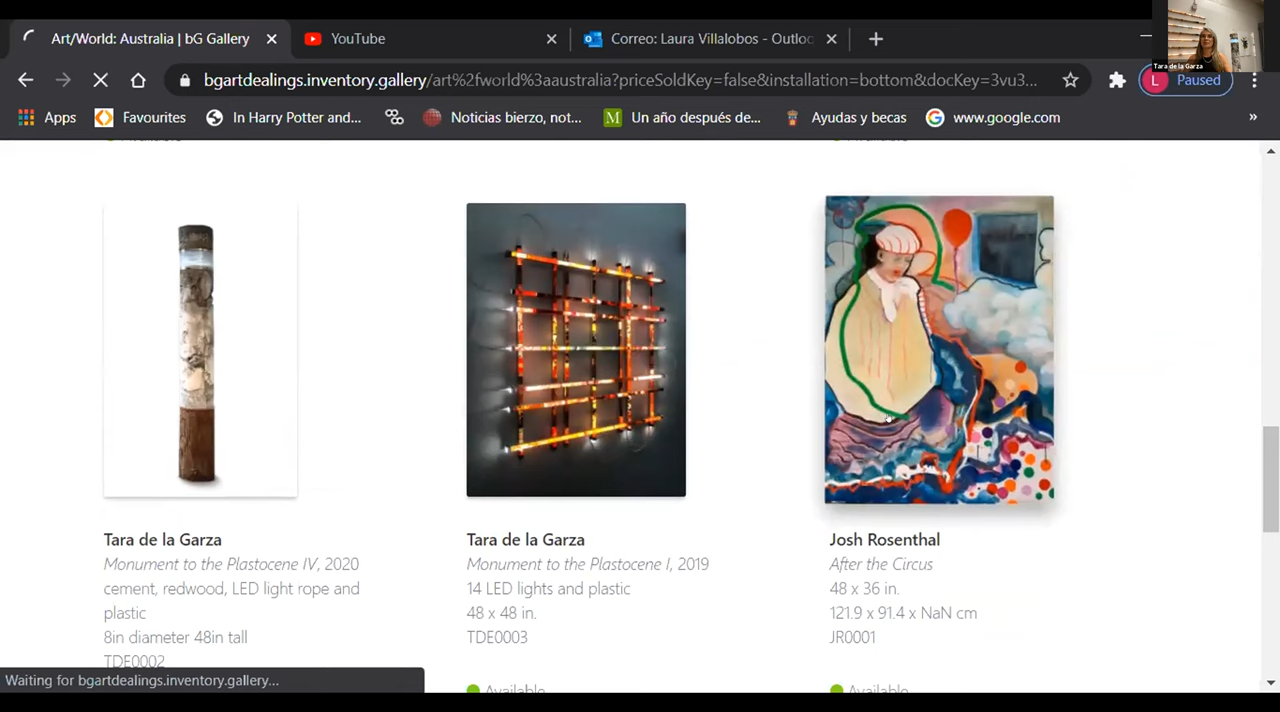 Art/World: Australia | bG Gallery
YouTube
Correo: Laura Villalobos - Outloo
Tara de la Garza
bgartdealings.inventory.gallery/art%2fworld%3aaustralia?priceSoldKey=false&installation=bottom&docKey=3vu3...
L Paused
Apps
Favourites
In Harry Potter and...
Noticias bierzo, not...
M Un año después de...
Ayudas y becas
www.google.com
»
Tara de la Garza
Monument to the Plastocene IV, 2020
cement, redwood, LED light rope and
plastic
8in diameter 48in tall
TDE0002
Tara de la Garza
Monument to the Plastocene I, 2019
14 LED lights and plastic
48 x 48 in.
TDE0003
Available
Josh Rosenthal
After the Circus
48 x 36 in.
121.9 x 91.4 x NaN cm
JR0001
Available
Waiting for bgartdealings.inventory.gallery...